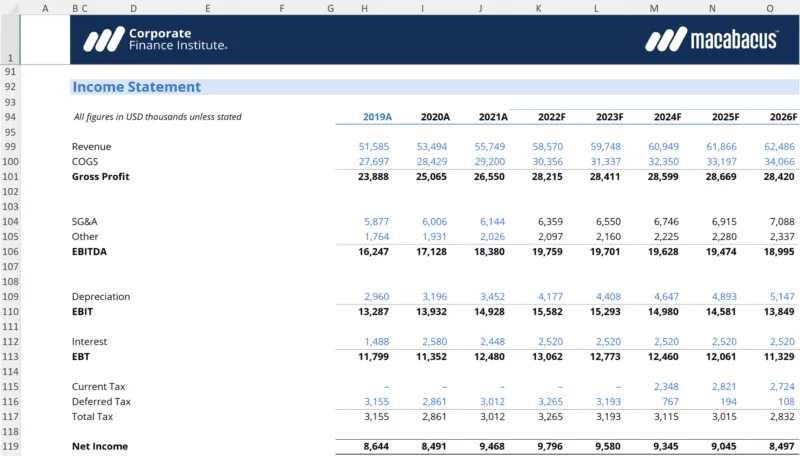 A B C D E F G H I J K L M N O
Corporate
Finance Institute®
macabacus™
1
91
92 Income Statement
93
94 All figures in USD thousands unless stated 2019A 2020A 2021A 2022F 2023F 2024F 2025F 2026F
95
99 Revenue 51,585 53,494 55,749 58,570 59,748 60,949 61,866 62,486
100 COGS 27,697 28,429 29,200 30,356 31,337 32,350 33,197 34,066
101 Gross Profit 23,888 25,065 26,550 28,215 28,411 28,599 28,669 28,420
102
103
104 SG&A 5,877 6,006 6,144 6,359 6,550 6,746 6,915 7,088
105 Other 1,764 1,931 2,026 2,097 2,160 2,225 2,280 2,337
106 EBITDA 16,247 17,128 18,380 19,759 19,701 19,628 19,474 18,995
107
108
109 Depreciation 2,960 3,196 3,452 4,177 4,408 4,647 4,893 5,147
110 EBIT 13,287 13,932 14,928 15,582 15,293 14,980 14,581 13,849
111
112 Interest 1,488 2,580 2,448 2,520 2,520 2,520 2,520 2,520
113 EBT 11,799 11,352 12,480 13,062 12,773 12,460 12,061 11,329
114
115 Current Tax – – – – – 2,348 2,821 2,724
116 Deferred Tax 3,155 2,861 3,012 3,265 3,193 767 194 108
117 Total Tax 3,155 2,861 3,012 3,265 3,193 3,115 3,015 2,832
118
119 Net Income 8,644 8,491 9,468 9,796 9,580 9,345 9,045 8,497